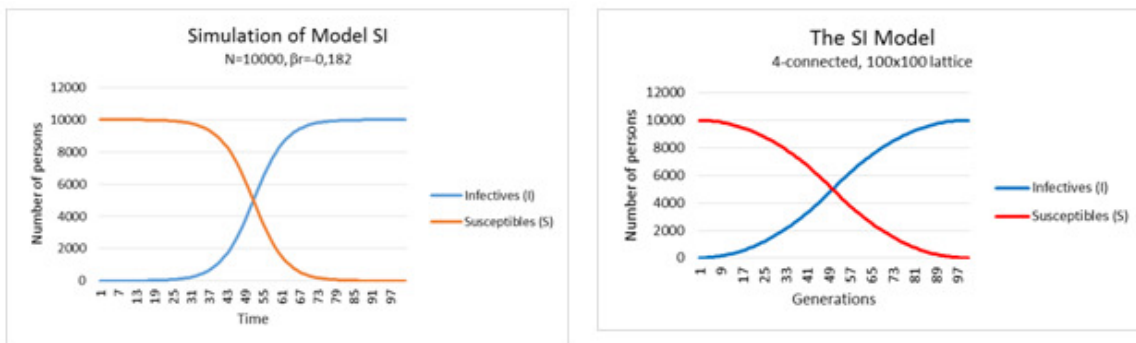 Simulation of Model SI
N=10000, βr=-0,182
Number of persons
12000
10000
8000
6000
4000
2000
0
1 7 13 19 25 31 37 43 49 55 61 67 73 79 85 91 97
Time
Infectives (I)
Susceptibles (S)
The SI Model
4-connected, 100x100 lattice
Number of persons
12000
10000
8000
6000
4000
2000
0
1 9 17 25 33 41 49 57 65 73 81 89 97
Generations
Infectives (I)
Susceptibles (S)